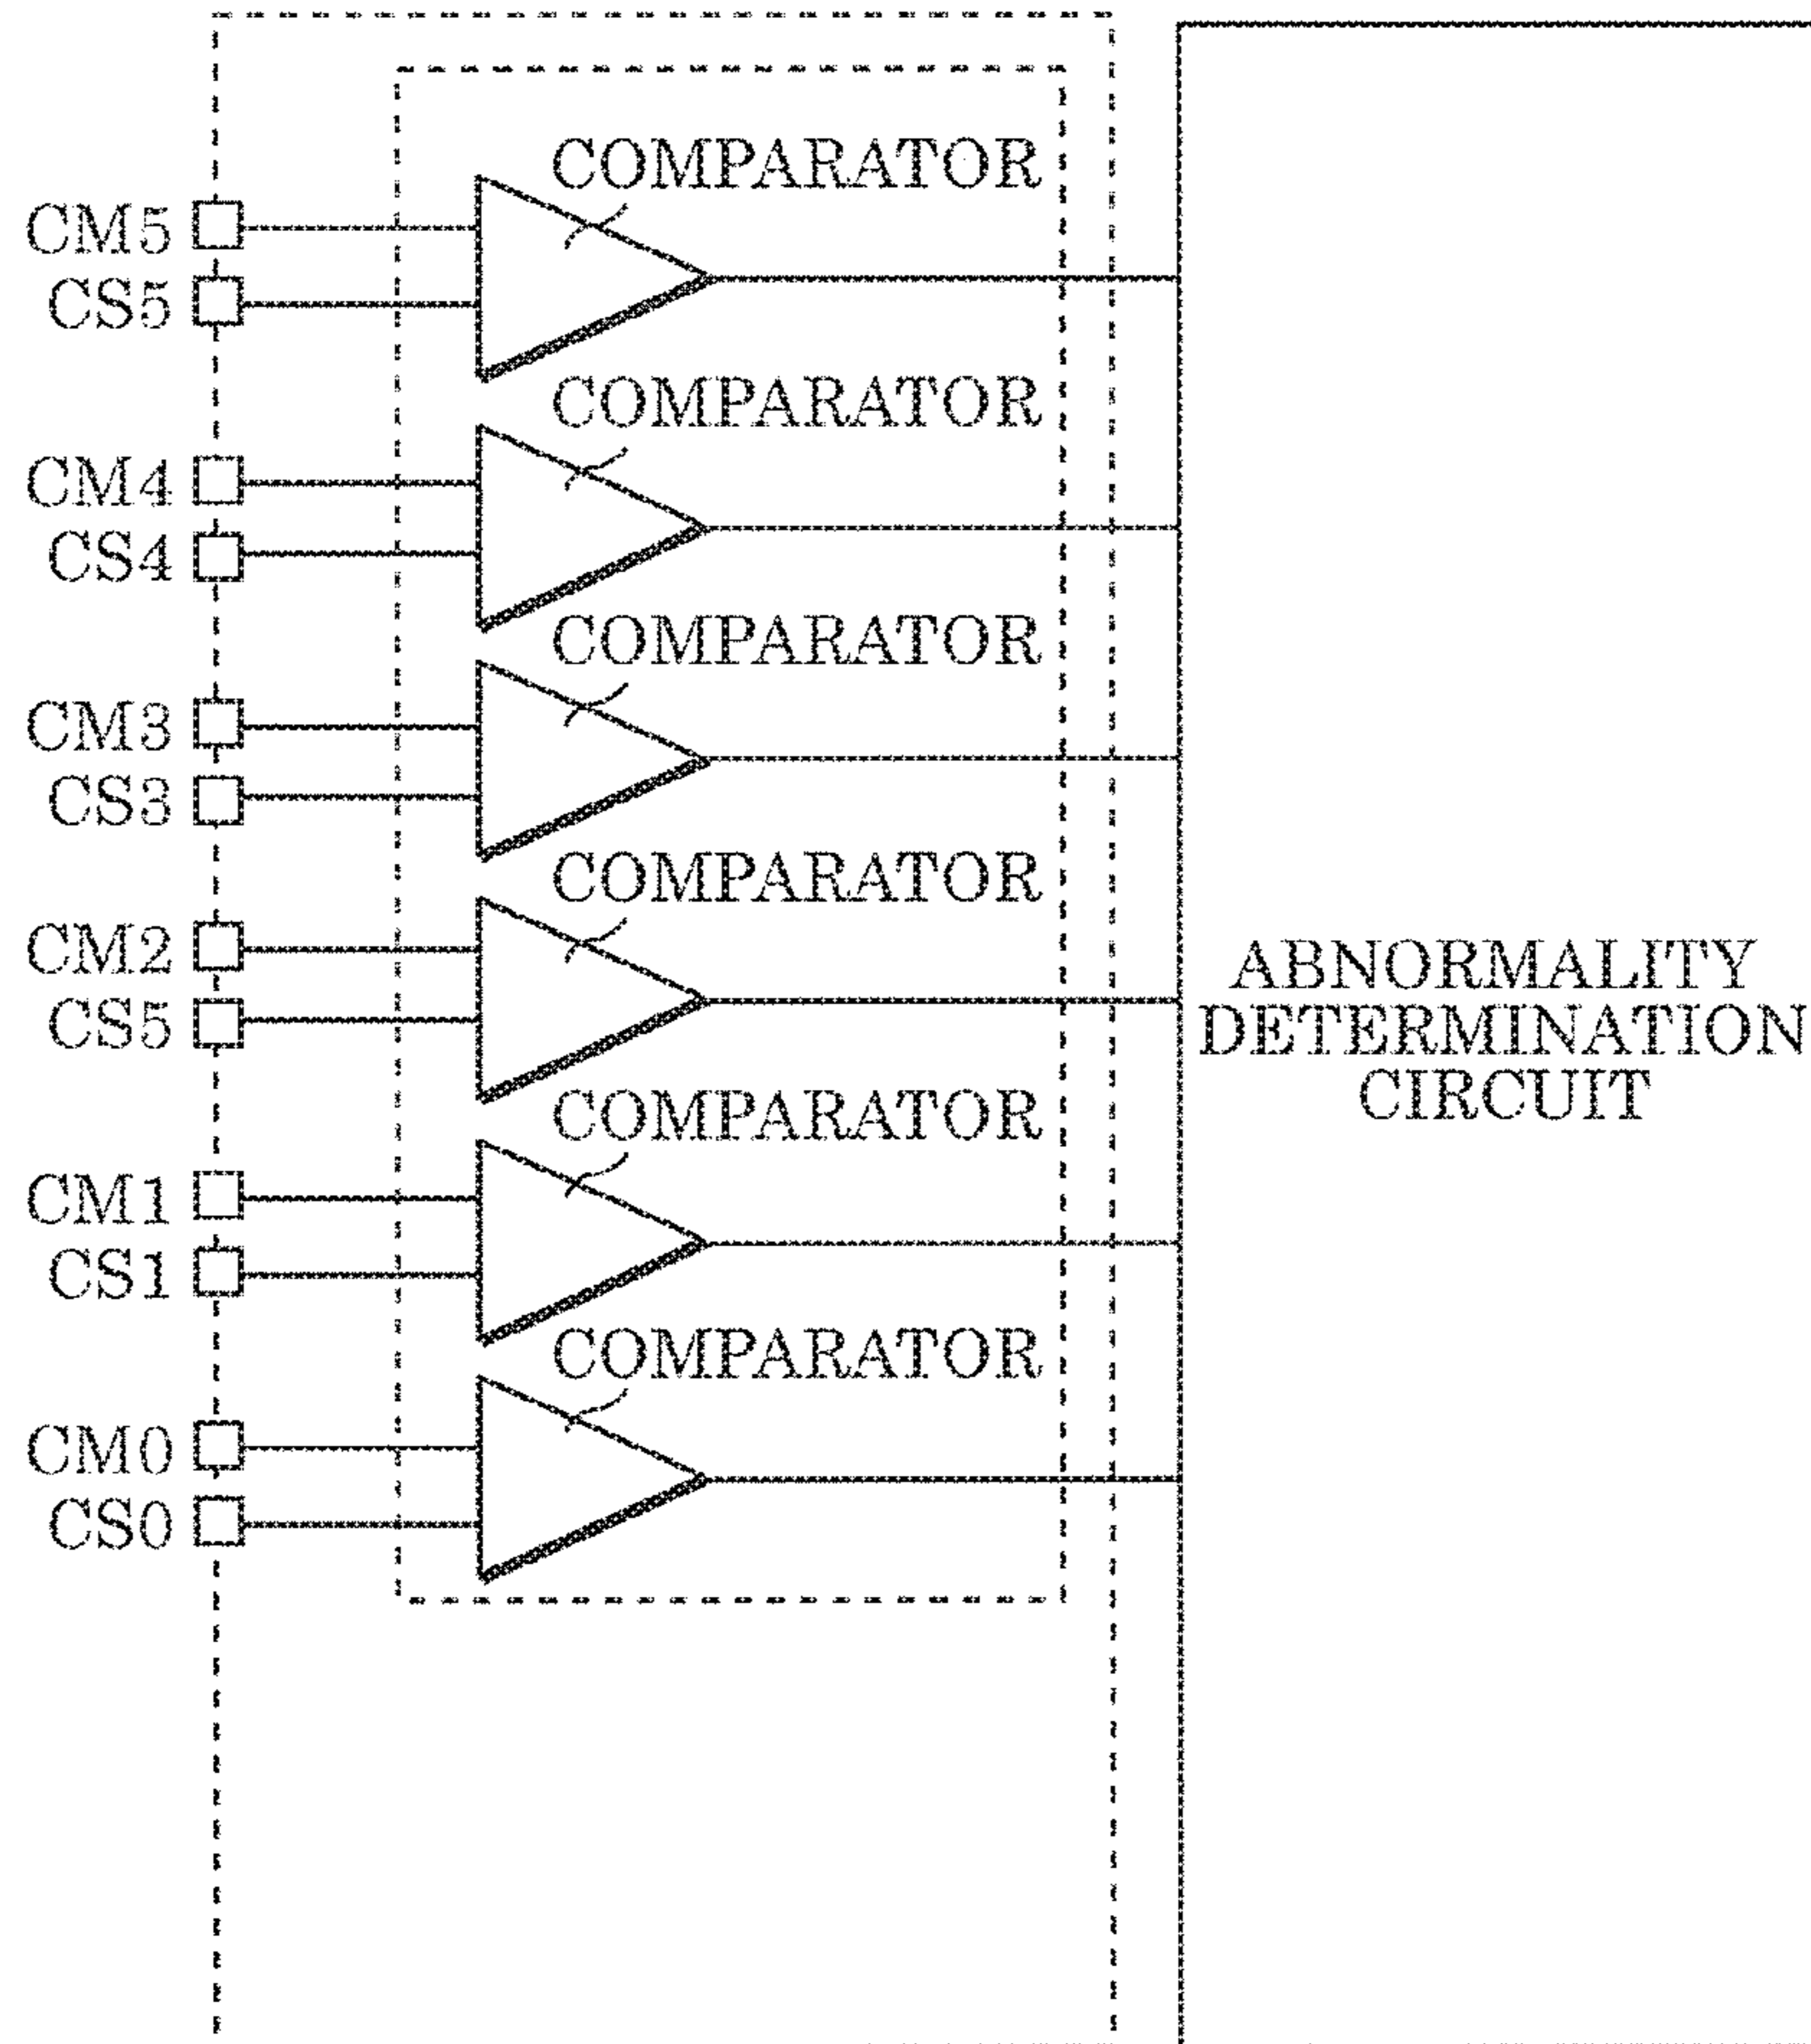 COMPARATOR
CM5
CS5
COMPARATOR
CM4
CS4
COMPARATOR
CM3
CS3
COMPARATOR
CM2
CS5
COMPARATOR
CM1
CS1
COMPARATOR
CM0
CS0
ABNORMALITY
DETERMINATION
CIRCUIT